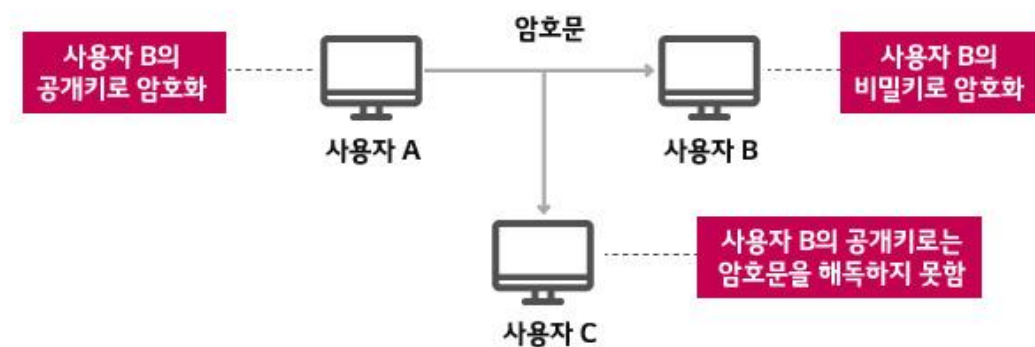 암호문
사용자 B의
공개키로 암호화
사용자 B의
비밀키로 암호화
사용자 A
사용자 B
사용자 B의 공개키로는
암호문을 해독하지 못함
사용자 C